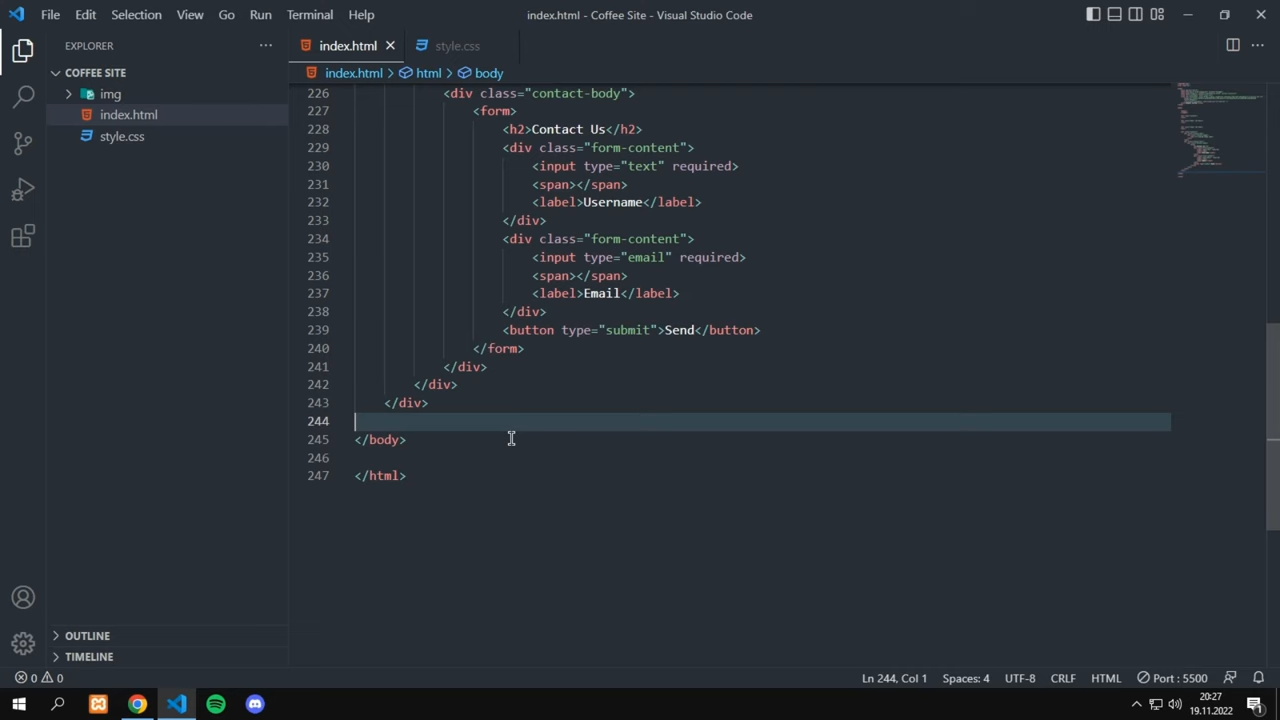 File Edit Selection View Go Run Terminal Help
index.html - Coffee Site - Visual Studio Code
EXPLORER
COFFEE SITE
img
index.html
style.css
index.html style.css
index.html > html > body
226 <div class="contact-body">
227 <form>
228 <h2>Contact Us</h2>
229 <div class="form-content">
230 <input type="text" required>
231 <span></span>
232 <label>Username</label>
233 </div>
234 <div class="form-content">
235 <input type="email" required>
236 <span></span>
237 <label>Email</label>
238 </div>
239 <button type="submit">Send</button>
240 </form>
241 </div>
242 </div>
243 </div>
244
245 </body>
246
247 </html>
OUTLINE
TIMELINE
0 0
Ln 244, Col 1 Spaces: 4 UTF-8 CRLF HTML Port : 5500
20:27
19.11.2022
1